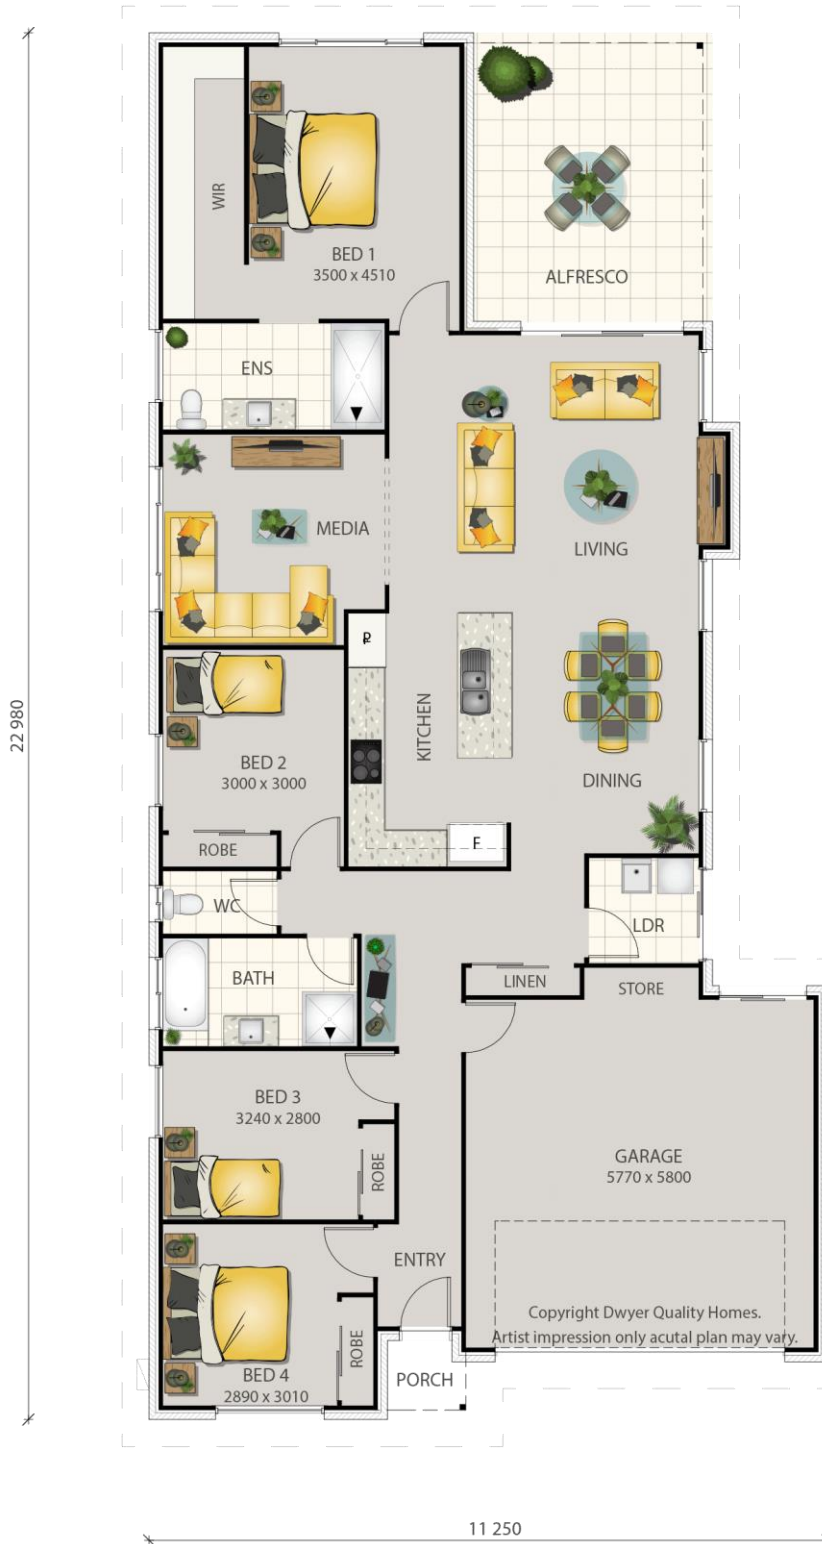 WIR
BED 1
3500 x 4510
ALFRESCO
ENS
MEDIA
LIVING
P
KITCHEN
22 980
BED 2
3000 x 3000
DINING
ROBE
F
WC
LDR
BATH
LINEN
STORE
BED 3
3240 x 2800
ROBE
GARAGE
5770 x 5800
ENTRY
Copyright Dwyer Quality Homes.
Artist impression only acutal plan may vary.
ROBE
BED 4
2890 x 3010
PORCH
11 250